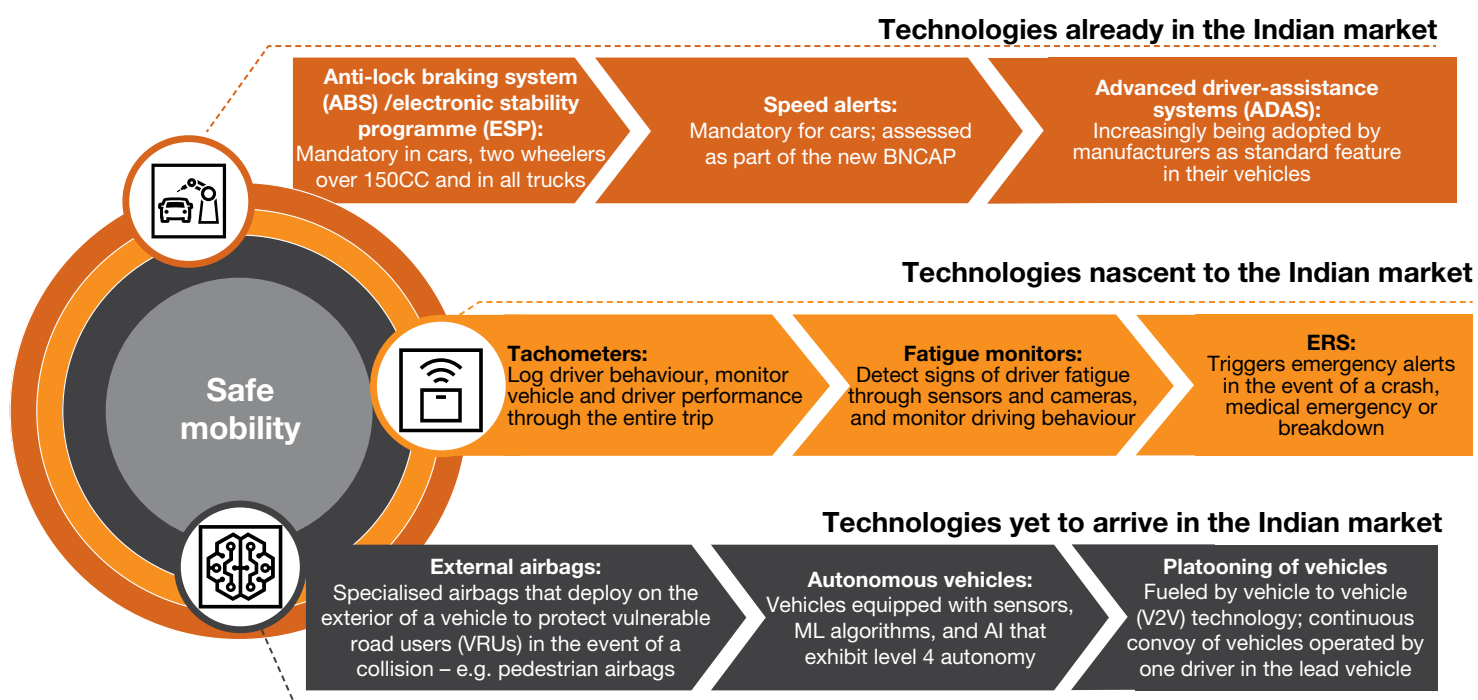 Technologies already in the Indian market
Anti-lock braking system
(ABS) /electronic stability
programme (ESP):
Mandatory in cars, two wheelers
over 150CC and in all trucks
Speed alerts:
Mandatory for cars; assessed
as part of the new BNCAP
Advanced driver-assistance
systems (ADAS):
Increasingly being adopted by
manufacturers as standard feature
in their vehicles
Safe
mobility
Technologies nascent to the Indian market
Tachometers:
Log driver behaviour, monitor
vehicle and driver performance
through the entire trip
Fatigue monitors:
Detect signs of driver fatigue
through sensors and cameras,
and monitor driving behaviour
ERS:
Triggers emergency alerts
in the event of a crash,
medical emergency or
breakdown
Technologies yet to arrive in the Indian market
External airbags:
Specialised airbags that deploy on the
exterior of a vehicle to protect vulnerable
road users (VRUs) in the event of a
collision – e.g. pedestrian airbags
Autonomous vehicles:
Vehicles equipped with sensors,
ML algorithms, and AI that
exhibit level 4 autonomy
Platooning of vehicles
Fueled by vehicle to vehicle
(V2V) technology; continuous
convoy of vehicles operated by
one driver in the lead vehicle